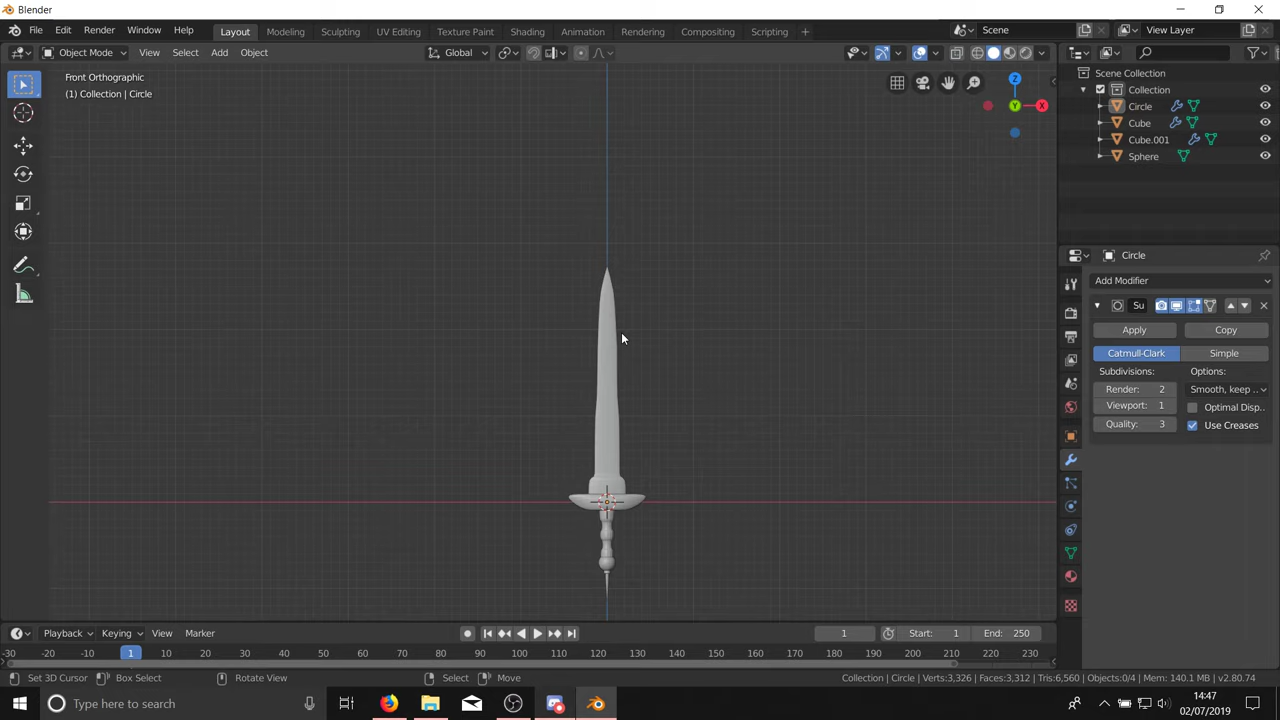 Blender
File Edit Render Window Help Layout Modeling Sculpting UV Editing Texture Paint Shading Animation Rendering Compositing Scripting + Scene View Layer
Object Mode View Select Add Object Global
Front Orthographic
(1) Collection | Circle
Z
Y
X
Scene Collection
Collection
Circle
Cube
Cube.001
Sphere
Circle
Add Modifier
Su
Apply Copy
Catmull-Clark Simple
Subdivisions: Options:
Render: 2 Smooth, keep ..
Viewport: 1 Optimal Disp..
Quality: 3 Use Creases
Playback Keying View Marker 1 Start: 1 End: 250
-30 -20 -10 1 10 20 30 40 50 60 70 80 90 100 110 120 130 140 150 160 170 180 190 200 210 220 230
Set 3D Cursor Box Select Rotate View Select Move Collection | Circle | Verts:3,326 | Faces:3,312 | Tris:6,560 | Objects:0/4 | Mem: 140.1 MB | v2.80.74
Type here to search
14:47
02/07/2019